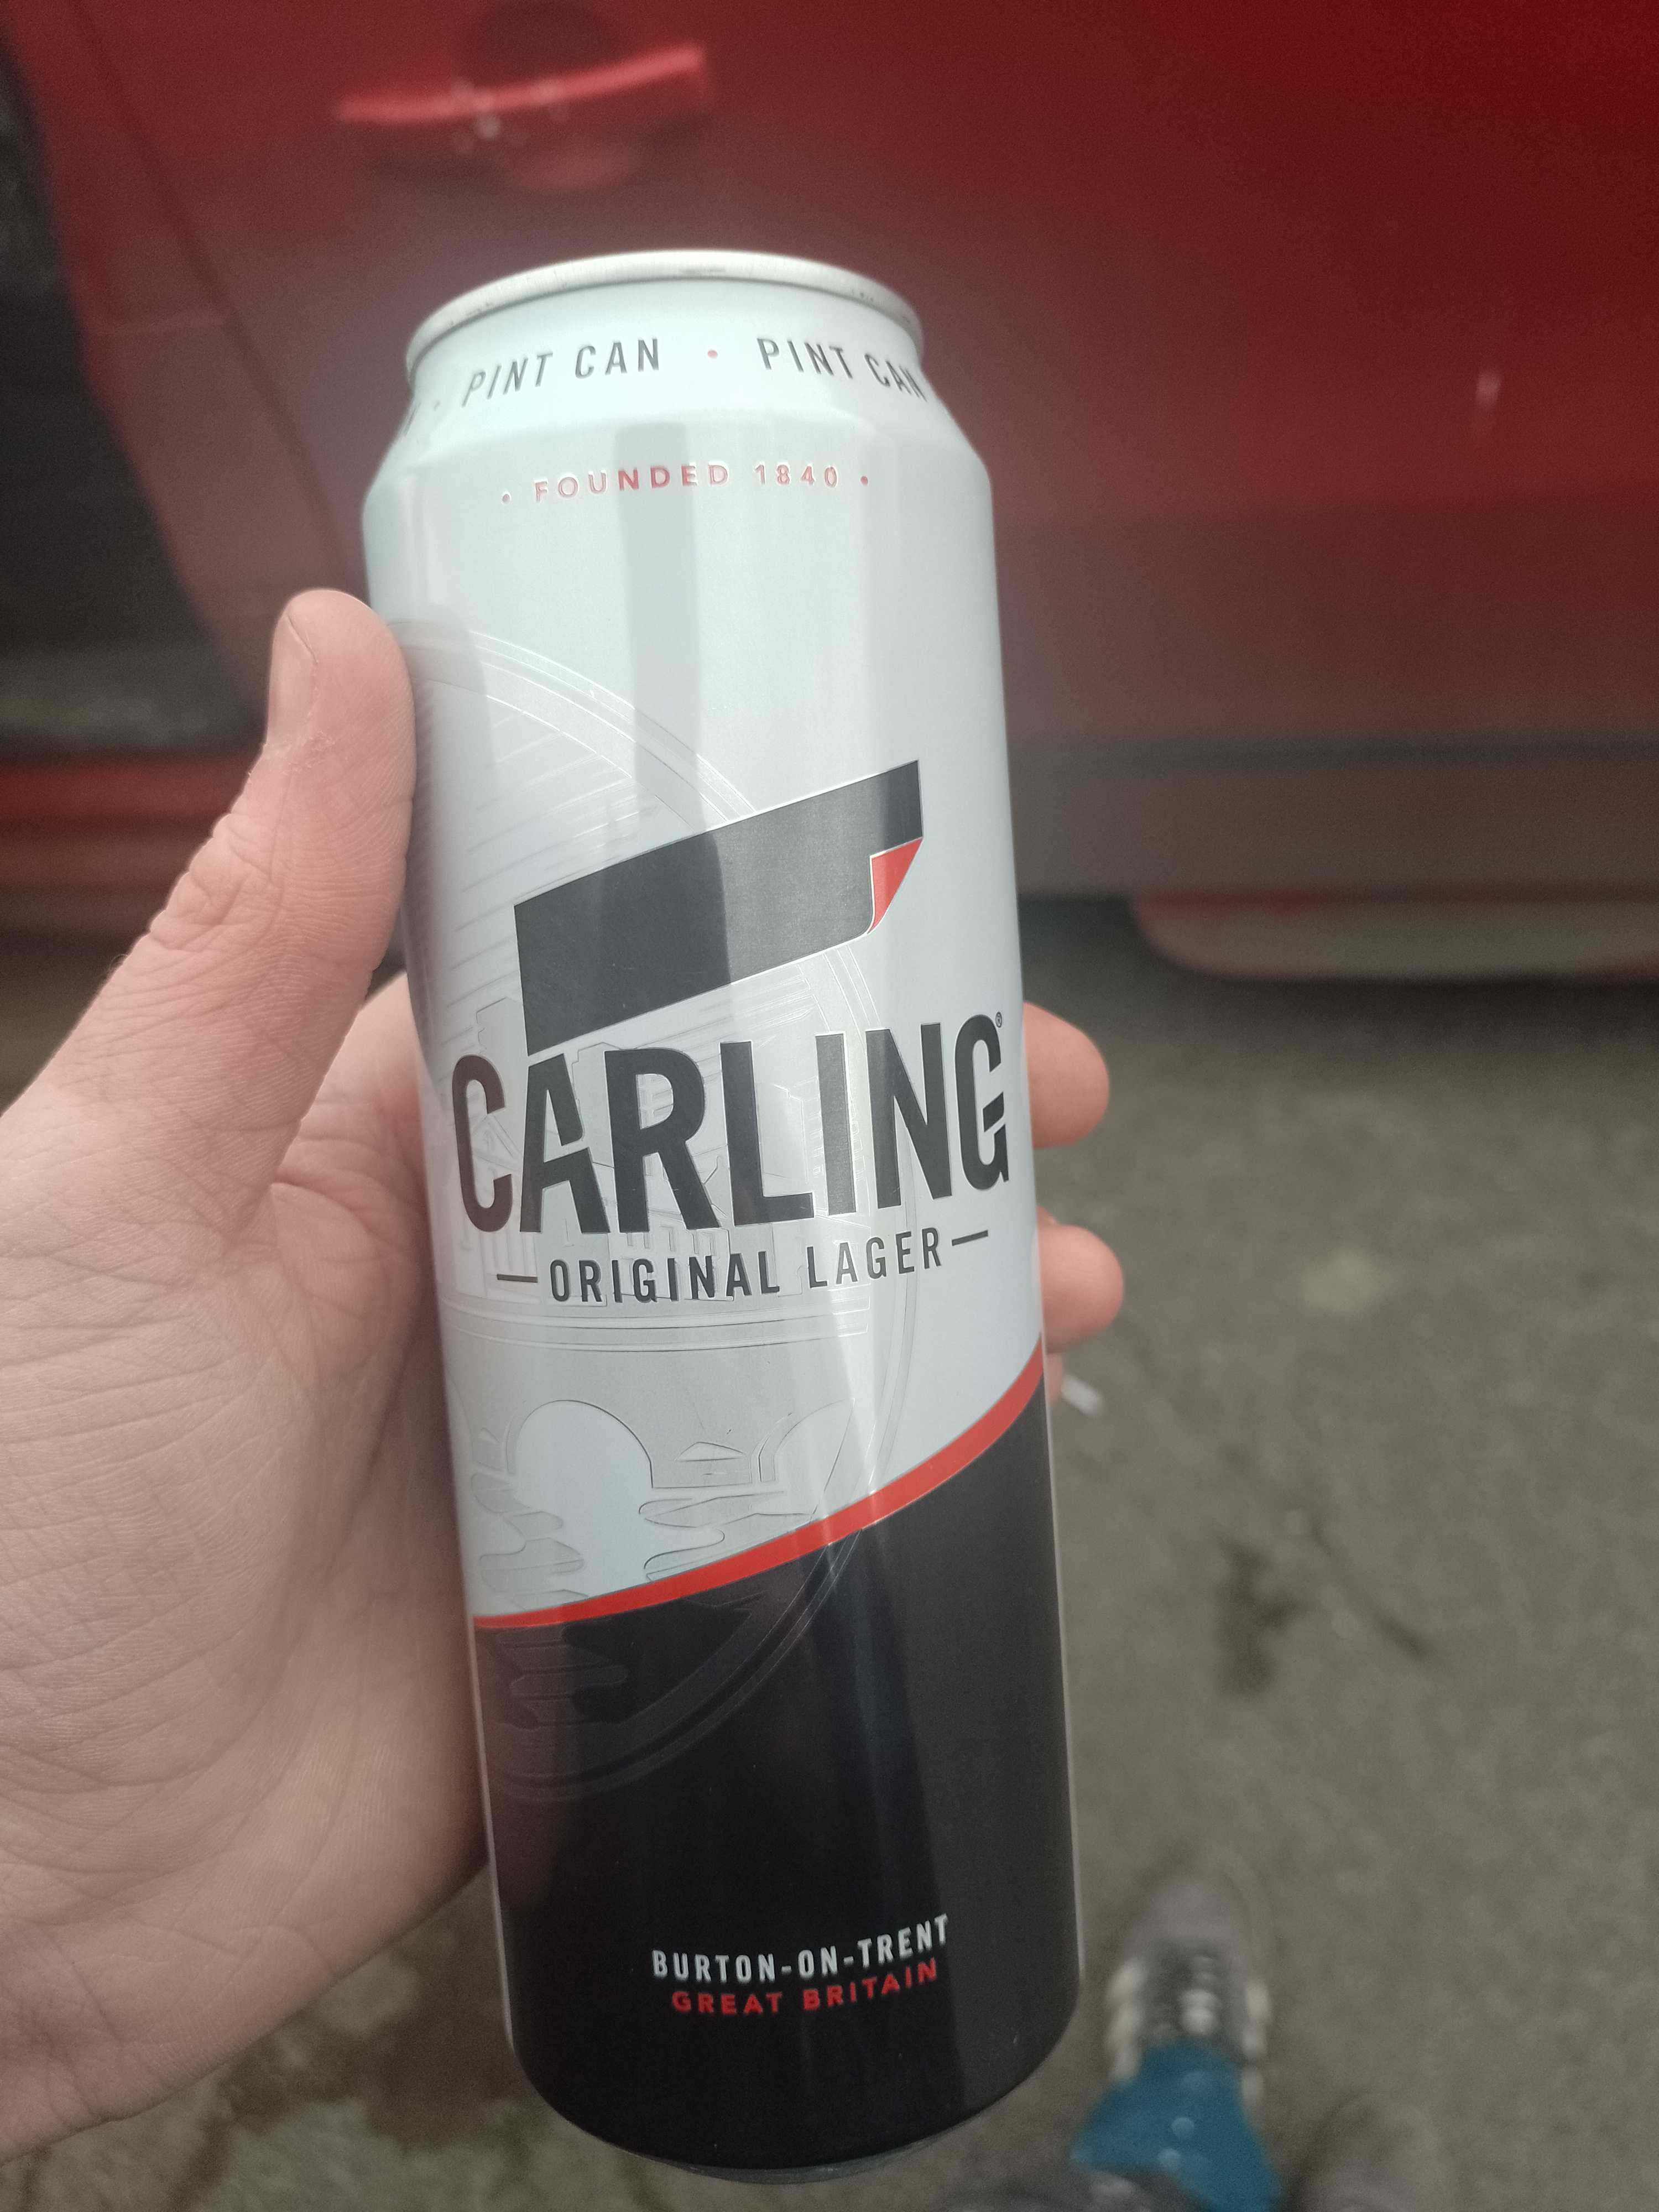 · PINT CAN · PINT CAN
· FOUNDED 1840 ·
CARLING®
—ORIGINAL LAGER—
BURTON-ON-TRENT
GREAT BRITAIN